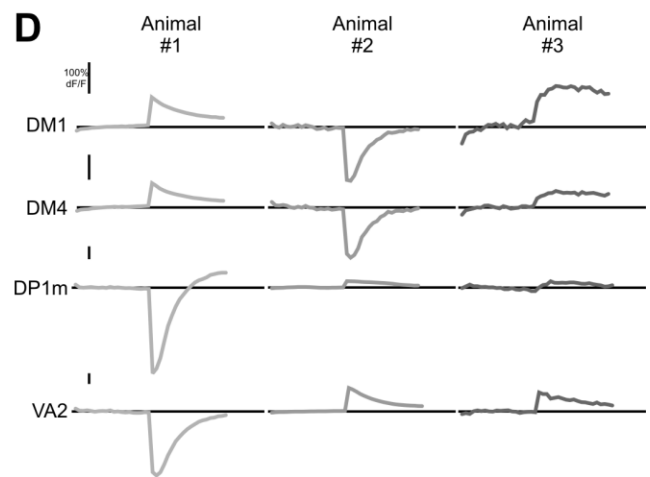 D
Animal #1
Animal #2
Animal #3
100%
dF/F
DM1
DM4
DP1m
VA2